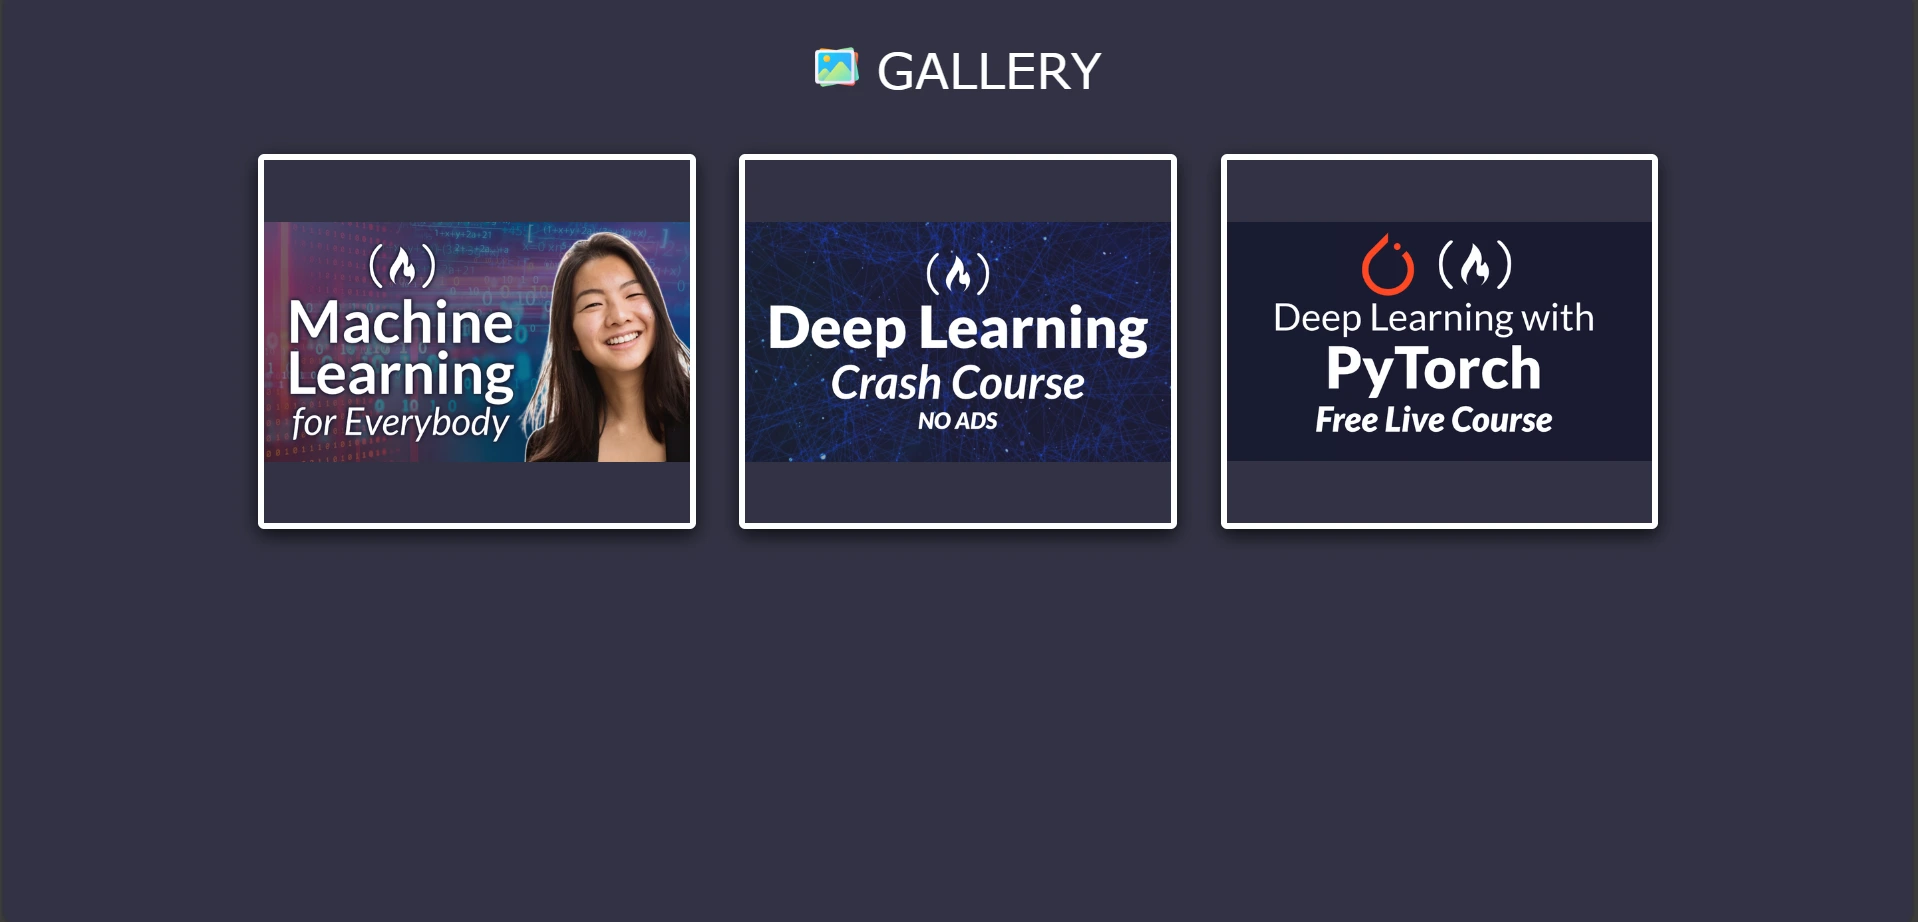 GALLERY
Machine
Learning
for Everybody
Deep Learning
Crash Course
NO ADS
Deep Learning with
PyTorch
Free Live Course